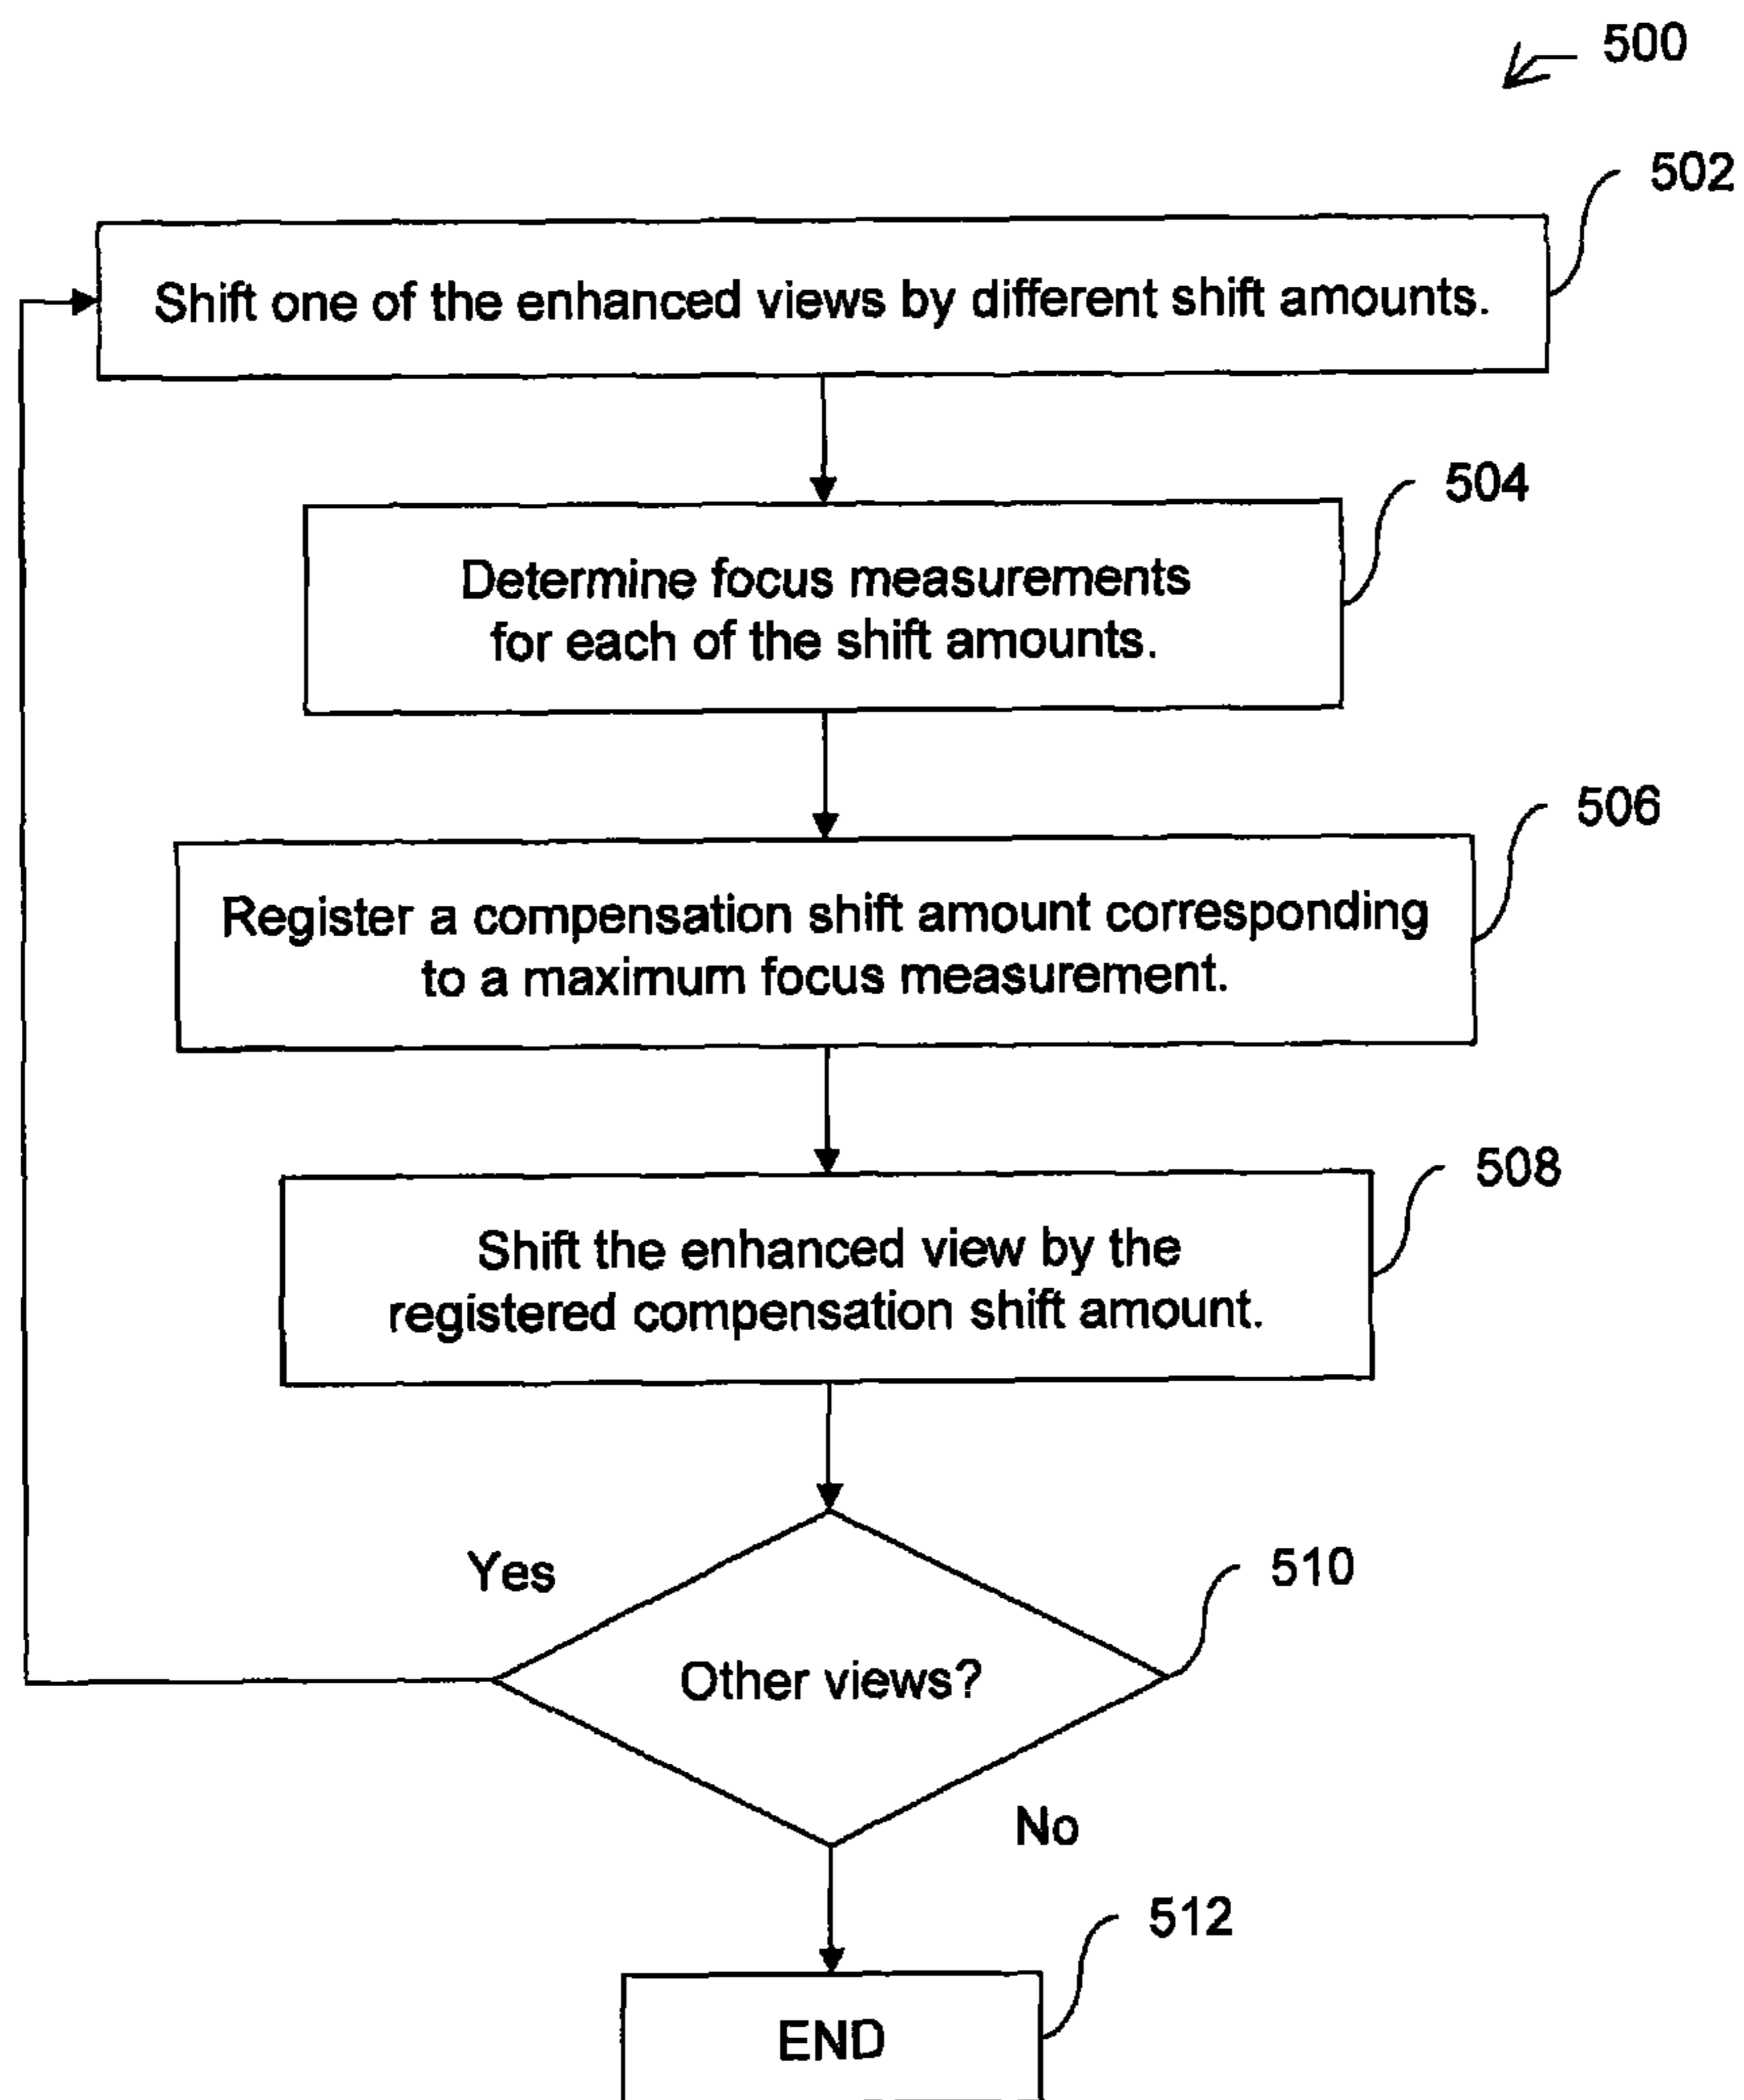 500
502
Shift one of the enhanced views by different shift amounts.
504
Determine focus measurements
for each of the shift amounts.
506
Register a compensation shift amount corresponding
to a maximum focus measurement.
508
Shift the enhanced view by the
registered compensation shift amount.
Yes
510
Other views?
No
512
END